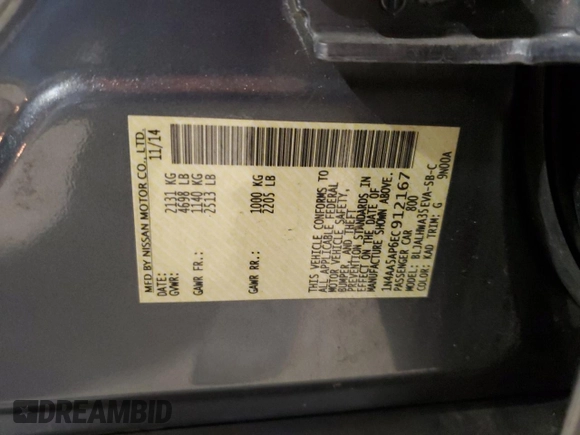 MFD BY NISSAN MOTOR CO., LTD.
DATE: 11/14
GVWR: 2131 KG
4698 LB
GAWR FR.: 1140 KG
2513 LB
GAWR RR.: 1000 KG
2205 LB
THIS VEHICLE CONFORMS TO
ALL APPLICABLE FEDERAL
MOTOR VEHICLE SAFETY,
BUMPER, AND THEFT
PREVENTION STANDARDS IN
EFFECT ON THE DATE OF
MANUFACTURE SHOWN ABOVE.
1N4AA5AP6EC912167
PASSENGER CAR 800
MODEL: BLJALHWA35EVA-SB-C
COLOR: KAD TRIM: G 9N00A
DREAMBID